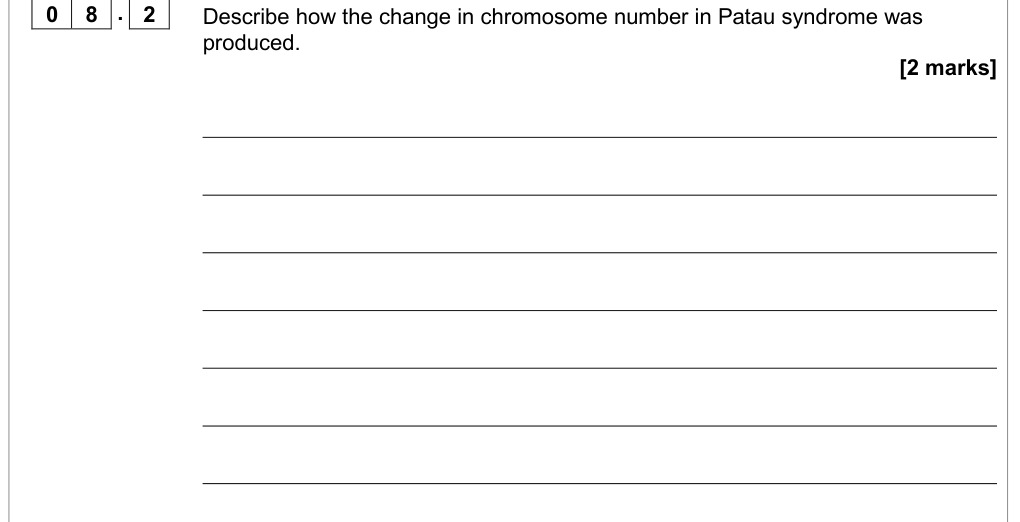 0 8 . 2 Describe how the change in chromosome number in Patau syndrome was
produced.
[2 marks]